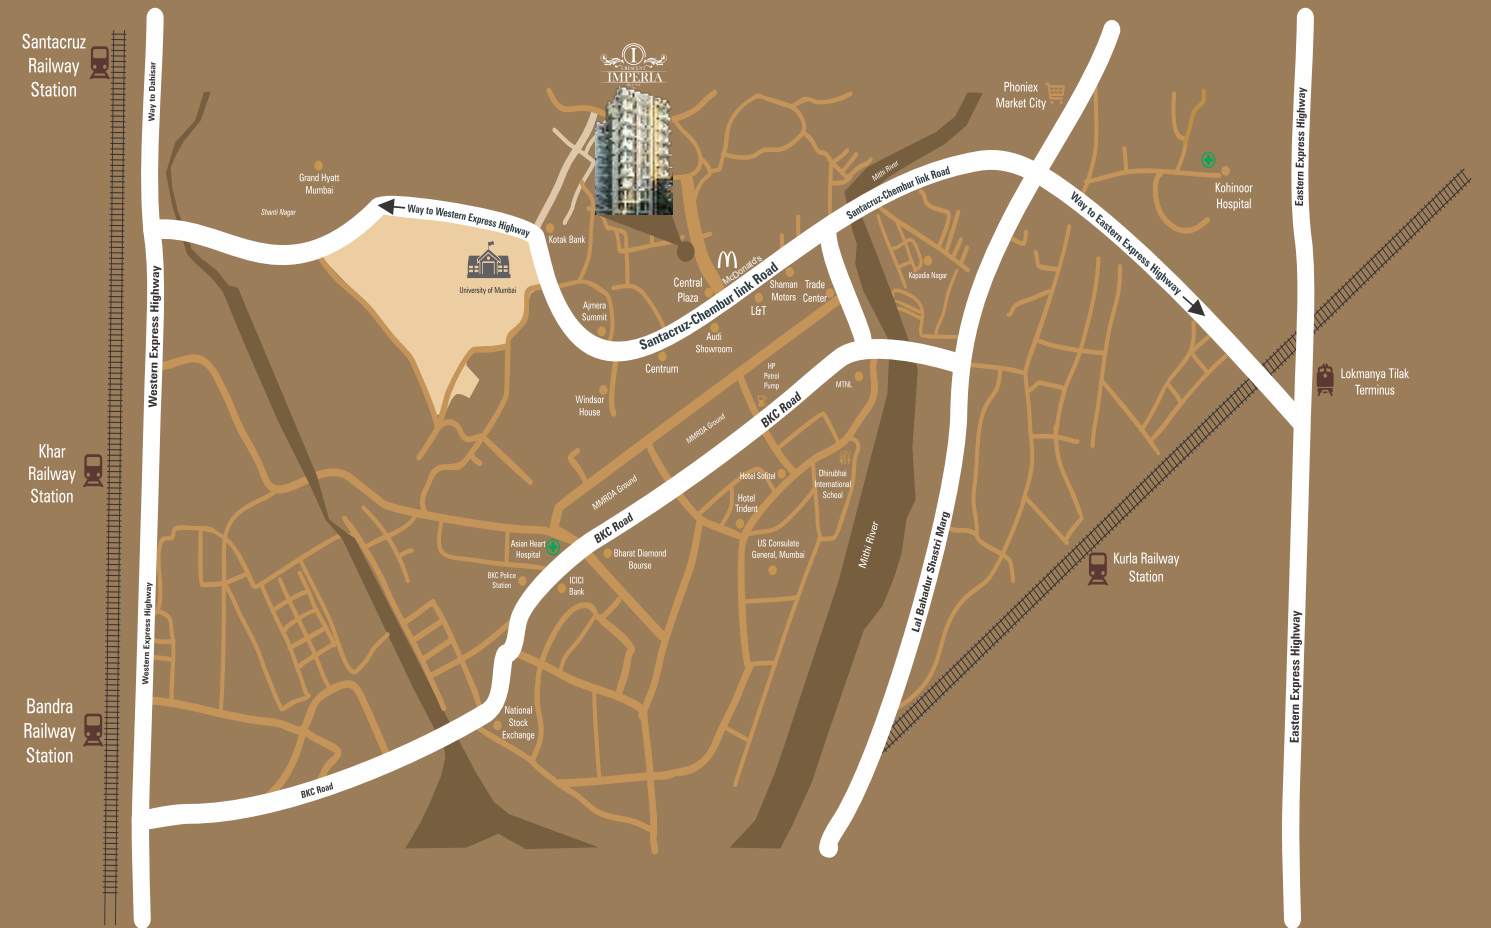 Santacruz
Railway
Station
Way to Dahisar
I
CRESCENT
IMPERIA
Phoniex
Market City
Eastern Express Highway
Grand Hyatt
Mumbai
Shanti Nagar
Mithi River
Santacruz-Chembur link Road
Kohinoor
Hospital
Way to Western Express Highway
Way to Eastern Express Highway
Kotak Bank
University of Mumbai
McDonald's
Kapadia Nagar
Central
Plaza
Shaman
Motors
Trade
Center
L&T
Ajmera
Summit
Santacruz-Chembur link Road
Audi
Showroom
Centrum
Western Express Highway
HP
Petrol
Pump
MTNL
Lokmanya Tilak
Terminus
Windsor
House
BKC Road
MMRDA Ground
Khar
Railway
Station
Hotel Sofitel
Dhirubhai
International
School
MMRDA Ground
Hotel
Trident
BKC Road
Asian Heart
Hospital
Bharat Diamond
Bourse
US Consulate
General, Mumbai
Mithi River
Lal Bahadur Shastri Marg
Kurla Railway
Station
BKC Police
Station
ICICI
Bank
Western Express Highway
Eastern Express Highway
Bandra
Railway
Station
National
Stock
Exchange
BKC Road